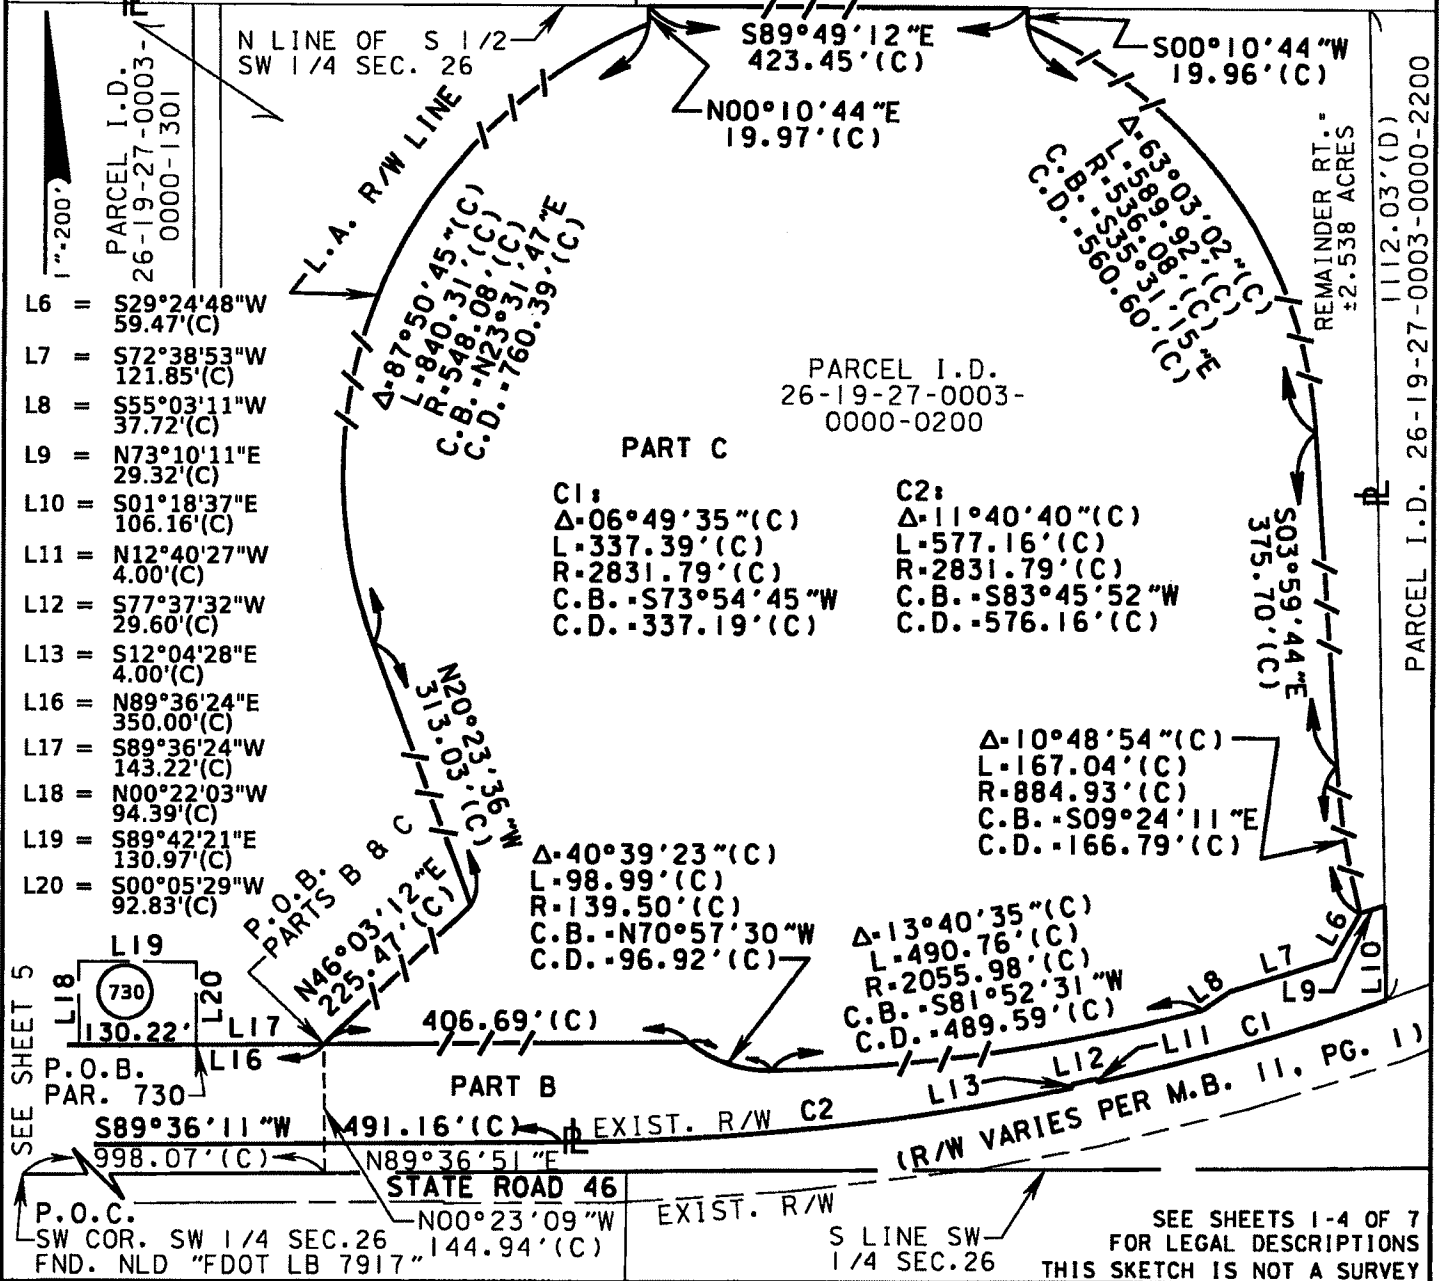 N LINE OF S 1/2
SW 1/4 SEC. 26
S89°49'12"E
423.45'(C)
S00°10'44"W
19.96'(C)
N00°10'44"E
19.97'(C)
PARCEL I.D.
26-19-27-0003-
0000-1301
1"=200'
L.A. R/W LINE
Δ=87°50'45"(C)
L=840.31'(C)
R=548.08'(C)
C.B.=N23°31'47"E
C.D.=760.39'(C)
Δ=63°03'02"(C)
L=589.92'(C)
R=536.08'(C)
C.B.=S35°31'15"E
C.D.=560.60'(C)
REMAINDER RT.=
±2.538 ACRES
1112.03'(D)
PARCEL I.D. 26-19-27-0003-0000-2200
L6 = S29°24'48"W
59.47'(C)
L7 = S72°38'53"W
121.85'(C)
L8 = S55°03'11"W
37.72'(C)
L9 = N73°10'11"E
29.32'(C)
L10 = S01°18'37"E
106.16'(C)
L11 = N12°40'27"W
4.00'(C)
L12 = S77°37'32"W
29.60'(C)
L13 = S12°04'28"E
4.00'(C)
L16 = N89°36'24"E
350.00'(C)
L17 = S89°36'24"W
143.22'(C)
L18 = N00°22'03"W
94.39'(C)
L19 = S89°42'21"E
130.97'(C)
L20 = S00°05'29"W
92.83'(C)
PARCEL I.D.
26-19-27-0003-
0000-0200
PART C
C1:
Δ=06°49'35"(C)
L=337.39'(C)
R=2831.79'(C)
C.B.=S73°54'45"W
C.D.=337.19'(C)
C2:
Δ=11°40'40"(C)
L=577.16'(C)
R=2831.79'(C)
C.B.=S83°45'52"W
C.D.=576.16'(C)
S03°59'44"E
375.70'(C)
N20°23'36"W
313.03'(C)
Δ=10°48'54"(C)
L=167.04'(C)
R=884.93'(C)
C.B.=S09°24'11"E
C.D.=166.79'(C)
P.O.B.
PARTS B & C
N46°03'12"E
225.47'(C)
Δ=40°39'23"(C)
L=98.99'(C)
R=139.50'(C)
C.B.=N70°57'30"W
C.D.=96.92'(C)
Δ=13°40'35"(C)
L=490.76'(C)
R=2055.98'(C)
C.B.=S81°52'31"W
C.D.=489.59'(C)
L6
L7
L8
L9
L10
SEE SHEET 5
L19
L18
730
L20
130.22'
L17
L16
406.69'(C)
C1
L11
L12
L13
P.O.B.
PAR. 730
PART B
S89°36'11"W 491.16'(C)
EXIST. R/W
C2
(R/W VARIES PER M.B. 11, PG. 1)
998.07'(C)
N89°36'51"E
STATE ROAD 46
N00°23'09"W
144.94'(C)
EXIST. R/W
P.O.C.
SW COR. SW 1/4 SEC.26
FND. NLD "FDOT LB 7917"
S LINE SW
1/4 SEC.26
SEE SHEETS 1-4 OF 7
FOR LEGAL DESCRIPTIONS
THIS SKETCH IS NOT A SURVEY